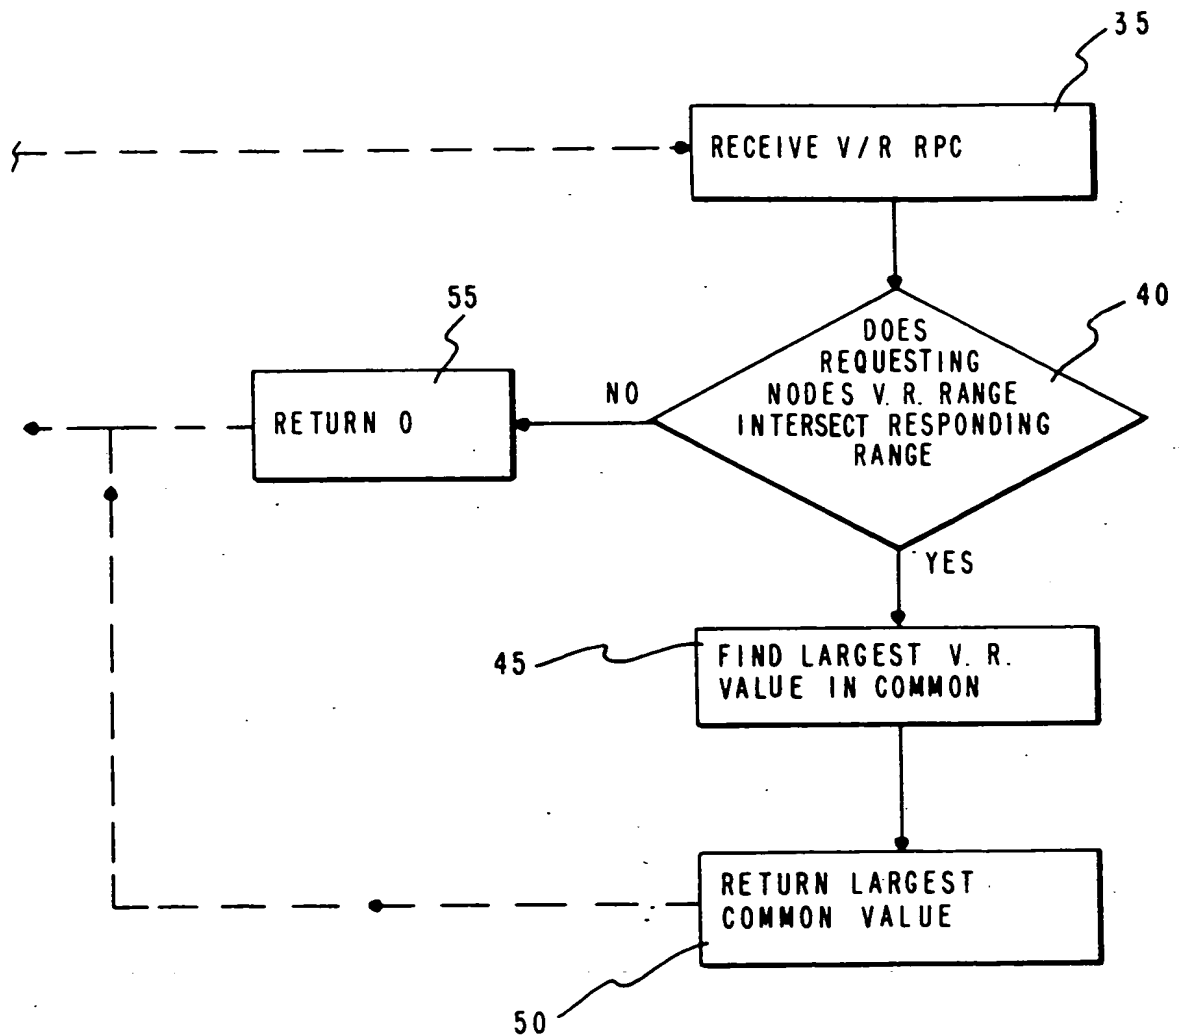 35
RECEIVE V/R RPC
40
DOES
REQUESTING
NODES V. R. RANGE
INTERSECT RESPONDING
RANGE
NO
55
RETURN 0
YES
45
FIND LARGEST V. R.
VALUE IN COMMON
RETURN LARGEST
COMMON VALUE
50